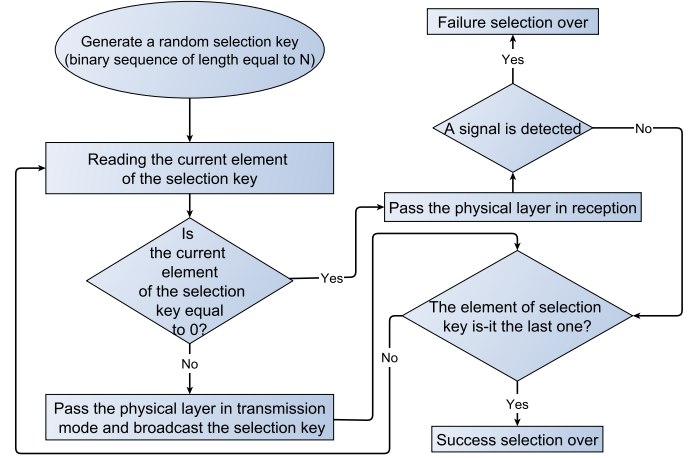 Generate a random selection key
(binary sequence of length equal to N)
Reading the current element
of the selection key
Is
the current
element
of the selection
key equal
to 0?
Yes
No
Pass the physical layer in transmission
mode and broadcast the selection key
Failure selection over
Yes
A signal is detected
No
Pass the physical layer in reception
The element of selection
key is-it the last one?
No
Yes
Success selection over